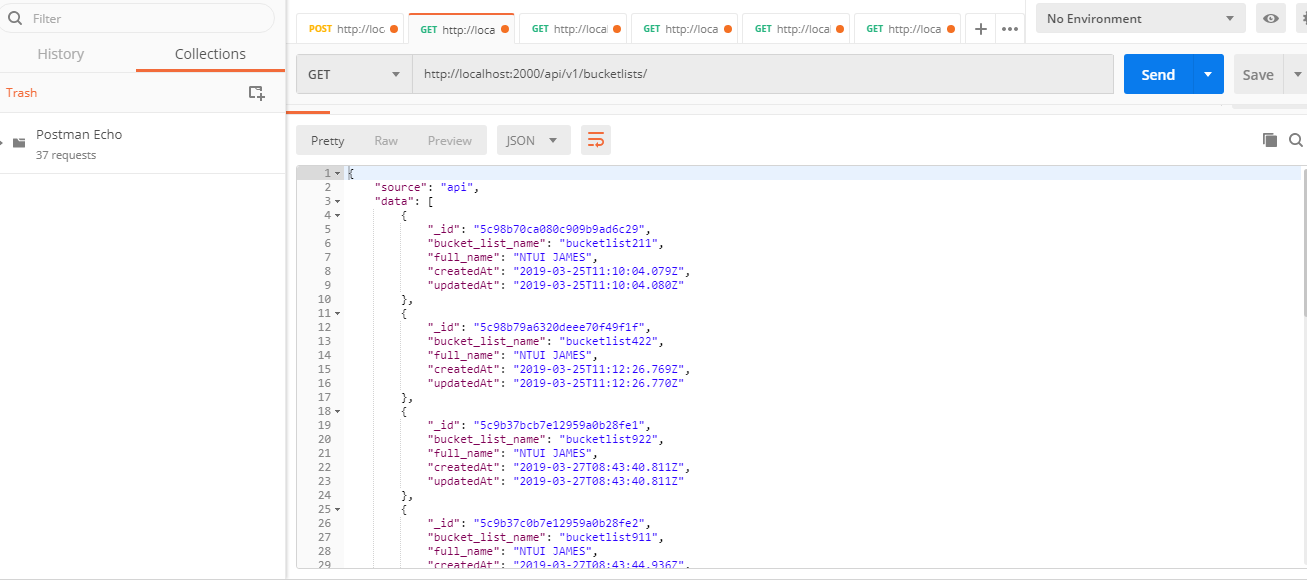 Filter
History
Collections
Trash
Postman Echo
37 requests
POST http://loc
GET http://loca
GET http://loca
GET http://local
GET http://local
GET http://loca
No Environment
GET
http://localhost:2000/api/v1/bucketlists/
Send
Save
Pretty
Raw
Preview
JSON
1 {
2 "source": "api",
3 "data": [
4 {
5 "_id": "5c98b70ca080c909b9ad6c29",
6 "bucket_list_name": "bucketlist211",
7 "full_name": "NTUI JAMES",
8 "createdAt": "2019-03-25T11:10:04.079Z",
9 "updatedAt": "2019-03-25T11:10:04.080Z"
10 },
11 {
12 "_id": "5c98b79a6320deee70f49f1f",
13 "bucket_list_name": "bucketlist422",
14 "full_name": "NTUI JAMES",
15 "createdAt": "2019-03-25T11:12:26.769Z",
16 "updatedAt": "2019-03-25T11:12:26.770Z"
17 },
18 {
19 "_id": "5c9b37bcb7e12959a0b28fe1",
20 "bucket_list_name": "bucketlist922",
21 "full_name": "NTUI JAMES",
22 "createdAt": "2019-03-27T08:43:40.811Z",
23 "updatedAt": "2019-03-27T08:43:40.811Z"
24 },
25 {
26 "_id": "5c9b37c0b7e12959a0b28fe2",
27 "bucket_list_name": "bucketlist911",
28 "full_name": "NTUI JAMES",
29 "createdAt": "2019-03-27T08:43:44.936Z",